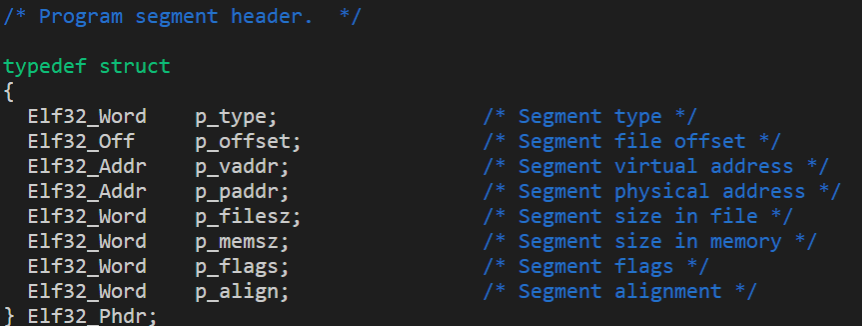 /* Program segment header.  */
typedef struct
{
  Elf32_Word    p_type;                 /* Segment type */
  Elf32_Off     p_offset;               /* Segment file offset */
  Elf32_Addr    p_vaddr;                /* Segment virtual address */
  Elf32_Addr    p_paddr;                /* Segment physical address */
  Elf32_Word    p_filesz;               /* Segment size in file */
  Elf32_Word    p_memsz;                /* Segment size in memory */
  Elf32_Word    p_flags;                /* Segment flags */
  Elf32_Word    p_align;                /* Segment alignment */
} Elf32_Phdr;